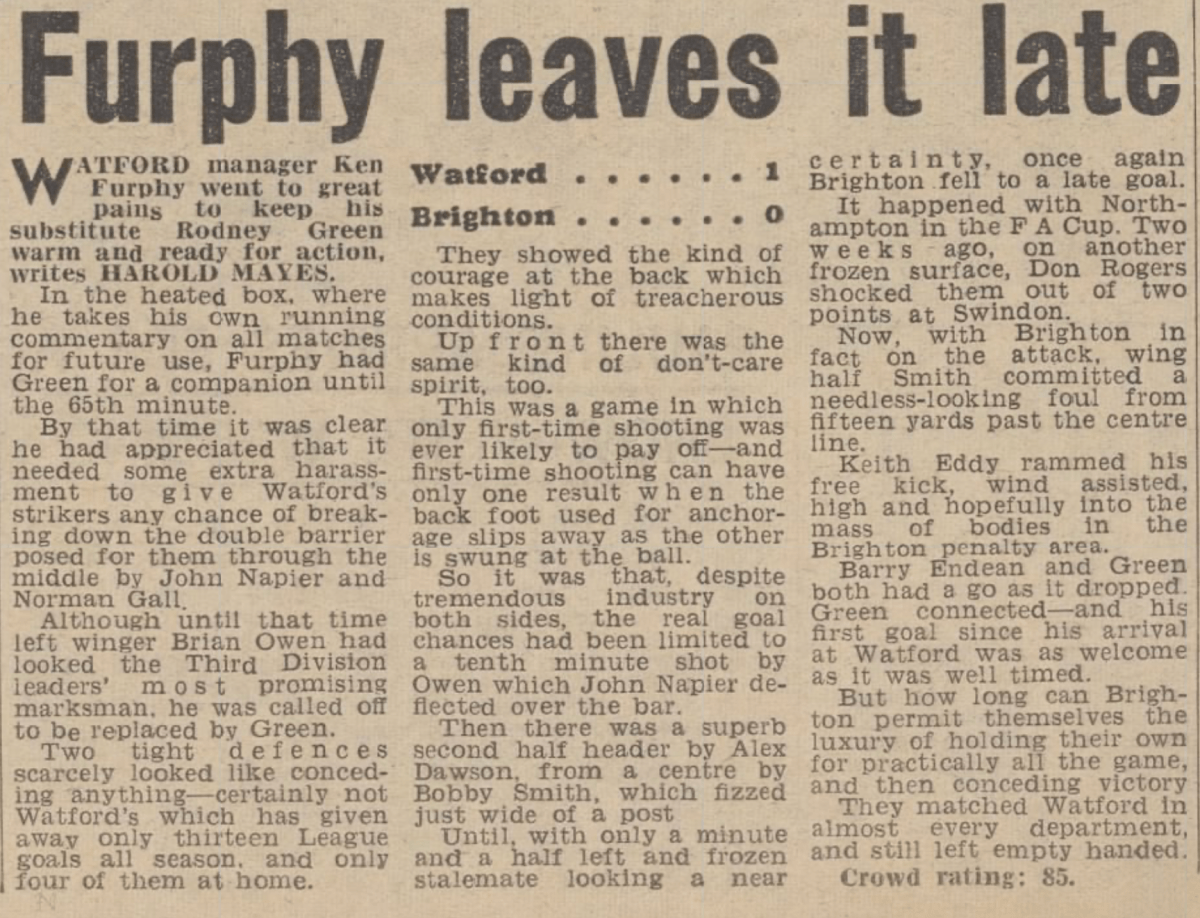 Furphy leaves it late
WATFORD manager Ken
Furphy went to great
pains to keep his
substitute Rodney Green
warm and ready for action,
writes HAROLD MAYES.
In the heated box, where
he takes his own running
commentary on all matches
for future use, Furphy had
Green for a companion until
the 65th minute.
By that time it was clear
he had appreciated that it
needed some extra harass-
ment to give Watford's
strikers any chance of break-
ing down the double barrier
posed for them through the
middle by John Napier and
Norman Gall.
Although until that time
left winger Brian Owen had
looked the Third Division
leaders' most promising
marksman, he was called off
to be replaced by Green.
Two tight defences
scarcely looked like conced-
ing anything—certainly not
Watford's which has given
away only thirteen League
goals all season, and only
four of them at home.
Watford . . . . . . 1
Brighton . . . . . . 0
They showed the kind of
courage at the back which
makes light of treacherous
conditions.
Up front there was the
same kind of don't-care
spirit, too.
This was a game in which
only first-time shooting was
ever likely to pay off—and
first-time shooting can have
only one result when the
back foot used for anchor-
age slips away as the other
is swung at the ball.
So it was that, despite
tremendous industry on
both sides, the real goal
chances had been limited to
a tenth minute shot by
Owen which John Napier de-
flected over the bar.
Then there was a superb
second half header by Alex
Dawson, from a centre by
Bobby Smith, which fizzed
just wide of a post
Until, with only a minute
and a half left and frozen
stalemate looking a near
certainty, once again
Brighton fell to a late goal.
It happened with North-
ampton in the F A Cup. Two
weeks ago, on another
frozen surface, Don Rogers
shocked them out of two
points at Swindon.
Now, with Brighton in
fact on the attack, wing
half Smith committed a
needless-looking foul from
fifteen yards past the centre
line.
Keith Eddy rammed his
free kick, wind assisted,
high and hopefully into the
mass of bodies in the
Brighton penalty area.
Barry Endean and Green
both had a go as it dropped.
Green connected—and his
first goal since his arrival
at Watford was as welcome
as it was well timed.
But how long can Brigh-
ton permit themselves the
luxury of holding their own
for practically all the game,
and then conceding victory
They matched Watford in
almost every department,
and still left empty handed.
Crowd rating: 85.